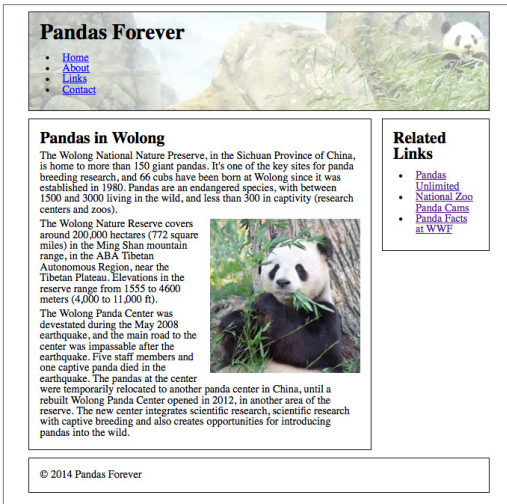 Pandas Forever
Home
About
Links
Contact
Pandas in Wolong
The Wolong National Nature Preserve, in the Sichuan Province of China,
is home to more than 150 giant pandas. It's one of the key sites for panda
breeding research, and 66 cubs have been born at Wolong since it was
established in 1980. Pandas are an endangered species, with between
1500 and 3000 living in the wild, and less than 300 in captivity (research
centers and zoos).
The Wolong Nature Reserve covers
around 200,000 hectares (772 square
miles) in the Ming Shan mountain
range, in the ABA Tibetan
Autonomous Region, near the
Tibetan Plateau. Elevations in the
reserve range from 1555 to 4600
meters (4,000 to 11,000 ft).
The Wolong Panda Center was
devestated during the May 2008
earthquake, and the main road to the
center was impassable after the
earthquake. Five staff members and
one captive panda died in the
earthquake. The pandas at the center
were temporarily relocated to another panda center in China, until a
rebuilt Wolong Panda Center opened in 2012, in another area of the
reserve. The new center integrates scientific research, scientific research
with captive breeding and also creates opportunities for introducing
pandas into the wild.
Related
Links
Pandas
Unlimited
National Zoo
Panda Cams
Panda Facts
at WWF
© 2014 Pandas Forever